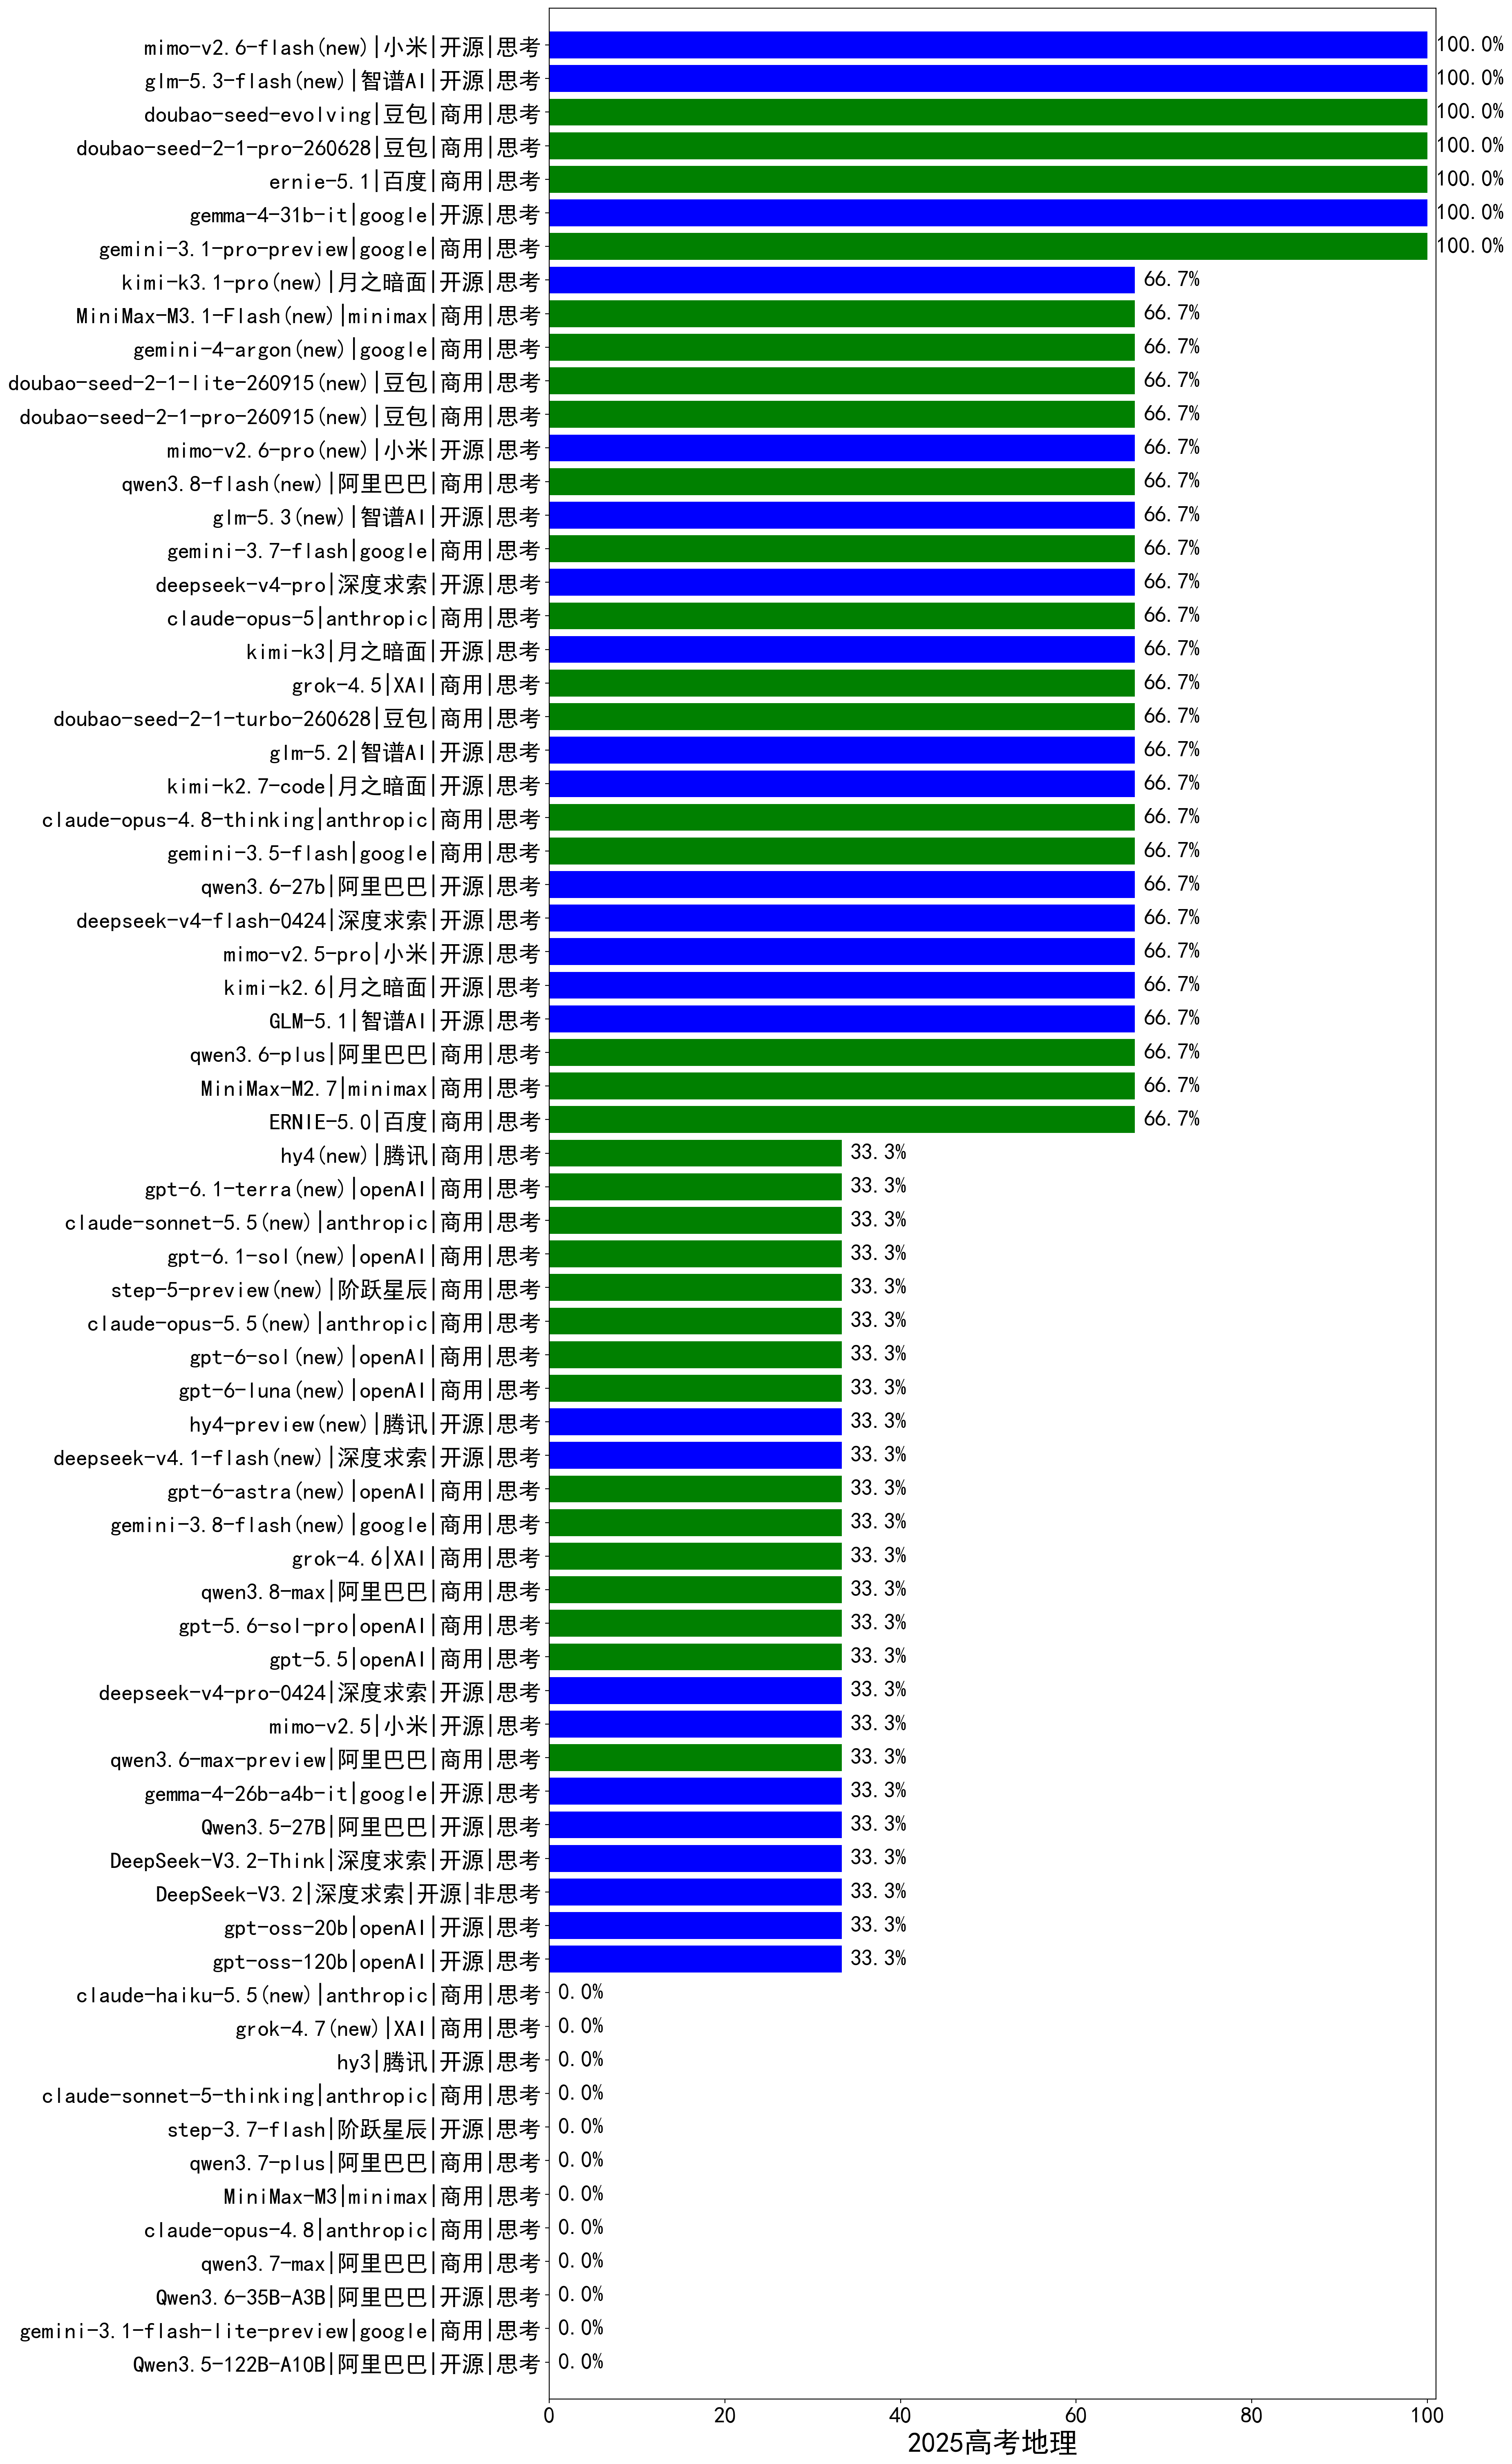 mimo-v2.6-flash(new)|小米|开源|思考 100.0%
glm-5.3-flash(new)|智谱AI|开源|思考 100.0%
doubao-seed-evolving|豆包|商用|思考 100.0%
doubao-seed-2-1-pro-260628|豆包|商用|思考 100.0%
ernie-5.1|百度|商用|思考 100.0%
gemma-4-31b-it|google|开源|思考 100.0%
gemini-3.1-pro-preview|google|商用|思考 100.0%
kimi-k3.1-pro(new)|月之暗面|开源|思考 66.7%
MiniMax-M3.1-Flash(new)|minimax|商用|思考 66.7%
gemini-4-argon(new)|google|商用|思考 66.7%
doubao-seed-2-1-lite-260915(new)|豆包|商用|思考 66.7%
doubao-seed-2-1-pro-260915(new)|豆包|商用|思考 66.7%
mimo-v2.6-pro(new)|小米|开源|思考 66.7%
qwen3.8-flash(new)|阿里巴巴|商用|思考 66.7%
glm-5.3(new)|智谱AI|开源|思考 66.7%
gemini-3.7-flash|google|商用|思考 66.7%
deepseek-v4-pro|深度求索|开源|思考 66.7%
claude-opus-5|anthropic|商用|思考 66.7%
kimi-k3|月之暗面|开源|思考 66.7%
grok-4.5|XAI|商用|思考 66.7%
doubao-seed-2-1-turbo-260628|豆包|商用|思考 66.7%
glm-5.2|智谱AI|开源|思考 66.7%
kimi-k2.7-code|月之暗面|开源|思考 66.7%
claude-opus-4.8-thinking|anthropic|商用|思考 66.7%
gemini-3.5-flash|google|商用|思考 66.7%
qwen3.6-27b|阿里巴巴|开源|思考 66.7%
deepseek-v4-flash-0424|深度求索|开源|思考 66.7%
mimo-v2.5-pro|小米|开源|思考 66.7%
kimi-k2.6|月之暗面|开源|思考 66.7%
GLM-5.1|智谱AI|开源|思考 66.7%
qwen3.6-plus|阿里巴巴|商用|思考 66.7%
MiniMax-M2.7|minimax|商用|思考 66.7%
ERNIE-5.0|百度|商用|思考 66.7%
hy4(new)|腾讯|商用|思考 33.3%
gpt-6.1-terra(new)|openAI|商用|思考 33.3%
claude-sonnet-5.5(new)|anthropic|商用|思考 33.3%
gpt-6.1-sol(new)|openAI|商用|思考 33.3%
step-5-preview(new)|阶跃星辰|商用|思考 33.3%
claude-opus-5.5(new)|anthropic|商用|思考 33.3%
gpt-6-sol(new)|openAI|商用|思考 33.3%
gpt-6-luna(new)|openAI|商用|思考 33.3%
hy4-preview(new)|腾讯|开源|思考 33.3%
deepseek-v4.1-flash(new)|深度求索|开源|思考 33.3%
gpt-6-astra(new)|openAI|商用|思考 33.3%
gemini-3.8-flash(new)|google|商用|思考 33.3%
grok-4.6|XAI|商用|思考 33.3%
qwen3.8-max|阿里巴巴|商用|思考 33.3%
gpt-5.6-sol-pro|openAI|商用|思考 33.3%
gpt-5.5|openAI|商用|思考 33.3%
deepseek-v4-pro-0424|深度求索|开源|思考 33.3%
mimo-v2.5|小米|开源|思考 33.3%
qwen3.6-max-preview|阿里巴巴|商用|思考 33.3%
gemma-4-26b-a4b-it|google|开源|思考 33.3%
Qwen3.5-27B|阿里巴巴|开源|思考 33.3%
DeepSeek-V3.2-Think|深度求索|开源|思考 33.3%
DeepSeek-V3.2|深度求索|开源|非思考 33.3%
gpt-oss-20b|openAI|开源|思考 33.3%
gpt-oss-120b|openAI|开源|思考 33.3%
claude-haiku-5.5(new)|anthropic|商用|思考 0.0%
grok-4.7(new)|XAI|商用|思考 0.0%
hy3|腾讯|开源|思考 0.0%
claude-sonnet-5-thinking|anthropic|商用|思考 0.0%
step-3.7-flash|阶跃星辰|开源|思考 0.0%
qwen3.7-plus|阿里巴巴|商用|思考 0.0%
MiniMax-M3|minimax|商用|思考 0.0%
claude-opus-4.8|anthropic|商用|思考 0.0%
qwen3.7-max|阿里巴巴|商用|思考 0.0%
Qwen3.6-35B-A3B|阿里巴巴|开源|思考 0.0%
gemini-3.1-flash-lite-preview|google|商用|思考 0.0%
Qwen3.5-122B-A10B|阿里巴巴|开源|思考 0.0%
0 20 40 60 80 100
2025高考地理